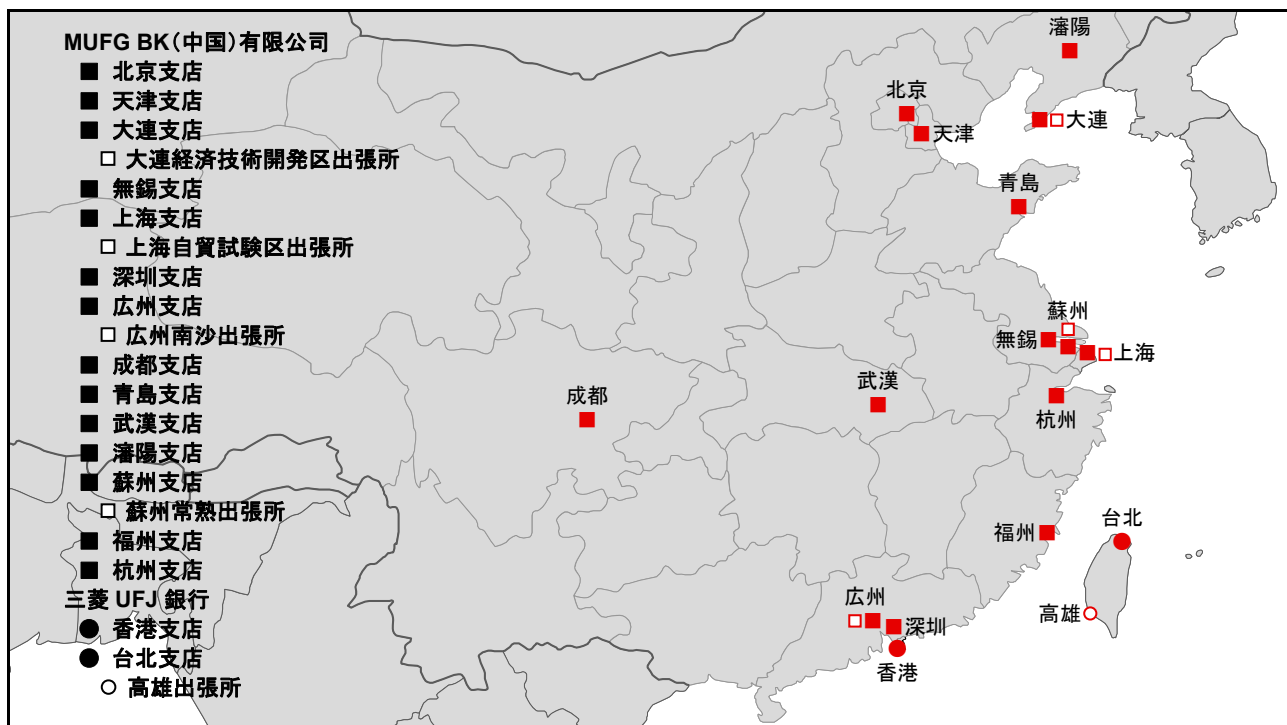 MUFG BK（中国）有限公司
■ 北京支店
■ 天津支店
■ 大連支店
□ 大連経済技術開発区出張所
■ 無錫支店
■ 上海支店
□ 上海自貿試験区出張所
■ 深圳支店
■ 広州支店
□ 広州南沙出張所
■ 成都支店
■ 青島支店
■ 武漢支店
■ 瀋陽支店
■ 蘇州支店
□ 蘇州常熟出張所
■ 福州支店
■ 杭州支店
三菱 UFJ 銀行
● 香港支店
● 台北支店
○ 高雄出張所
瀋陽
北京
大連
天津
青島
蘇州
無錫
上海
武漢
成都
杭州
福州
台北
広州
高雄
深圳
香港